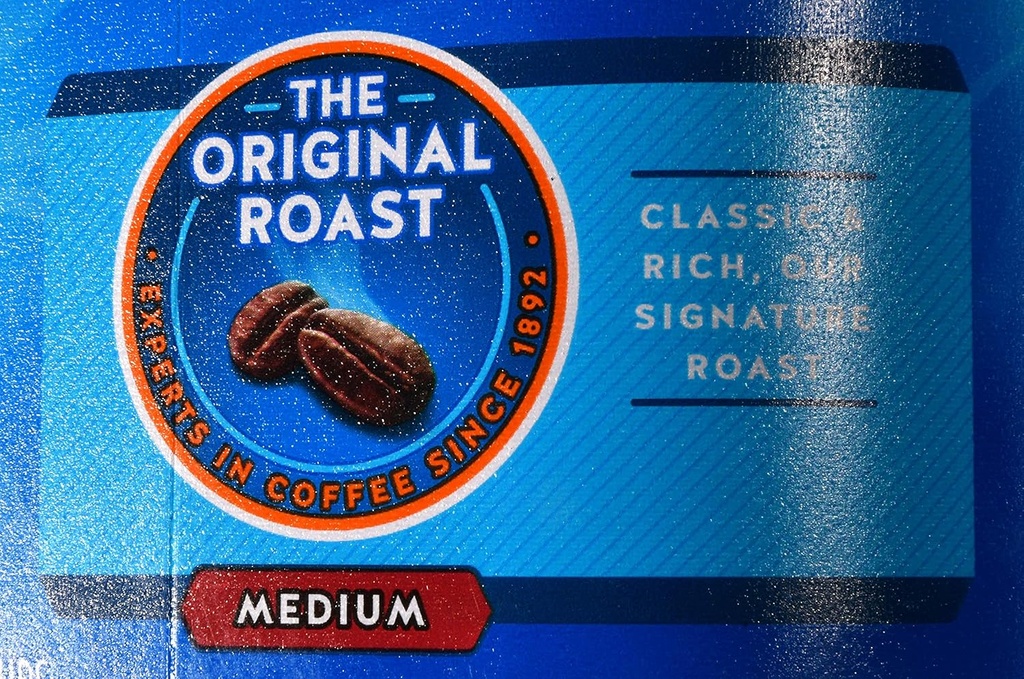 THE
ORIGINAL
ROAST
• EXPERTS IN COFFEE SINCE 1892 •
CLASSIC &
RICH, OUR
SIGNATURE
ROAST
MEDIUM